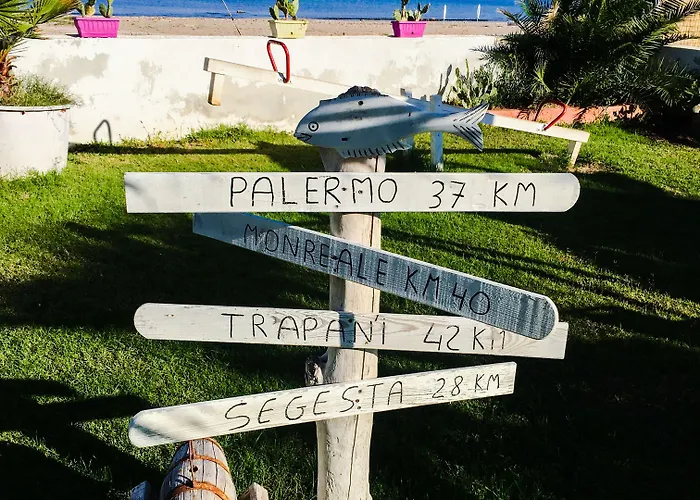 PALERMO 37 KM
MONREALE KM 40
TRAPANI 42 KM
SEGESTA 28 KM